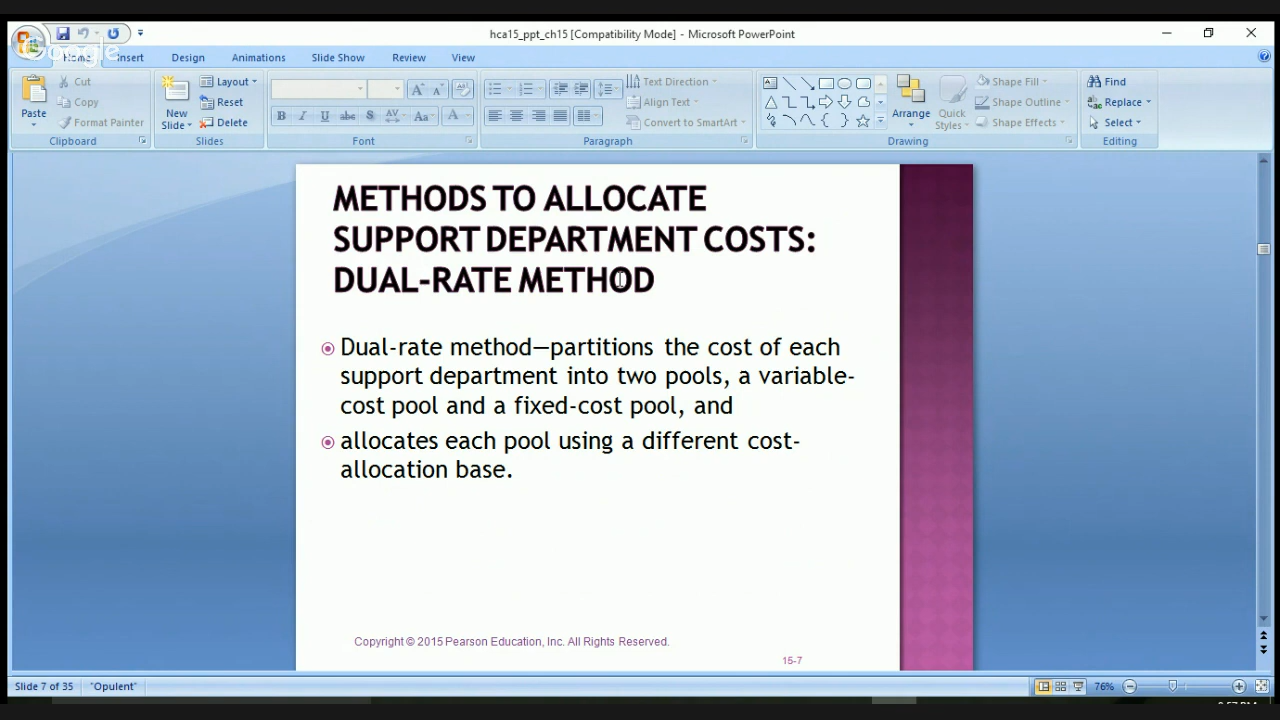 hca15_ppt_ch15 [Compatibility Mode] - Microsoft PowerPoint
Google
Home Insert Design Slide Show Animations Review View
Cut
Copy
Format Painter
Paste
Clipboard
New Slide
Layout
Reset
Delete
Slides
B I U abc S AV Aa A
Font
Text Direction
Align Text
Convert to SmartArt
Paragraph
Arrange
Quick Styles
Shape Fill
Shape Outline
Shape Effects
Drawing
Find
Replace
Select
Editing
METHODS TO ALLOCATE
SUPPORT DEPARTMENT COSTS:
DUAL-RATE METHOD
Dual-rate method—partitions the cost of each
support department into two pools, a variable-
cost pool and a fixed-cost pool, and
allocates each pool using a different cost-
allocation base.
Copyright © 2015 Pearson Education, Inc. All Rights Reserved.
15-7
Slide 7 of 35 "Opulent" 76%